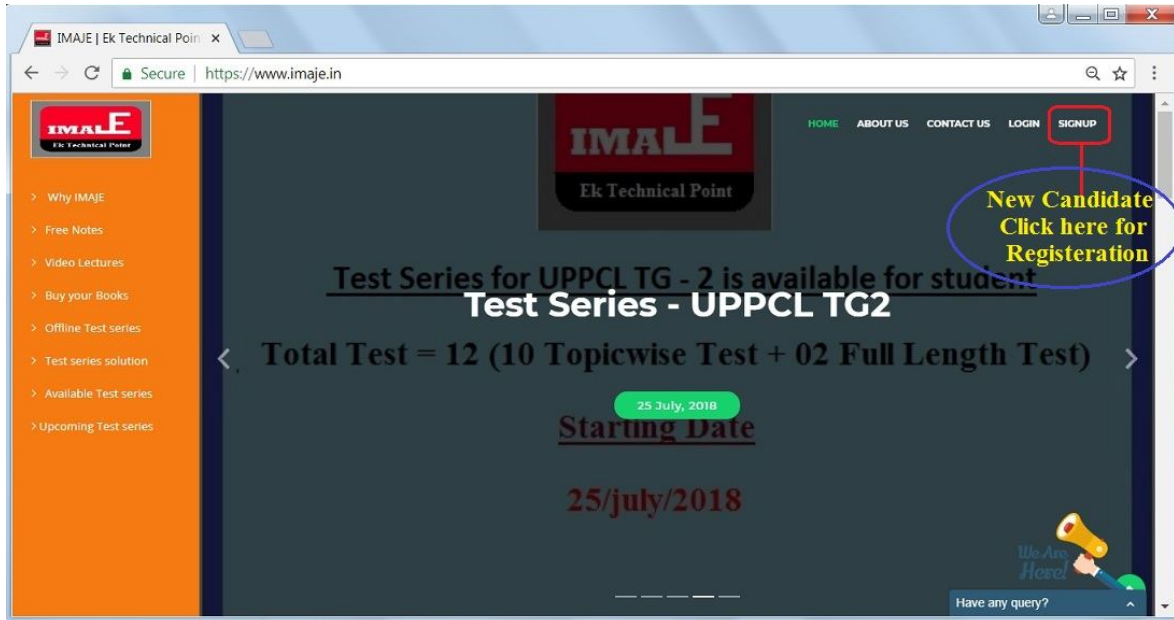 IMAJE | Ek Technical Poin
Secure | https://www.imaje.in
IMALE
Ek Technical Point
> Why IMAJE
> Free Notes
> Video Lectures
> Buy your Books
> Offline Test series
> Test series solution
> Available Test series
> Upcoming Test series
HOME ABOUT US CONTACT US LOGIN SIGNUP
IMALE
Ek Technical Point
New Candidate
Click here for
Registeration
Test Series for UPPCL TG - 2 is available for student
Test Series - UPPCL TG2
Total Test = 12 (10 Topicwise Test + 02 Full Length Test)
25 July, 2018
Starting Date
25/july/2018
We Are
Here!
Have any query?